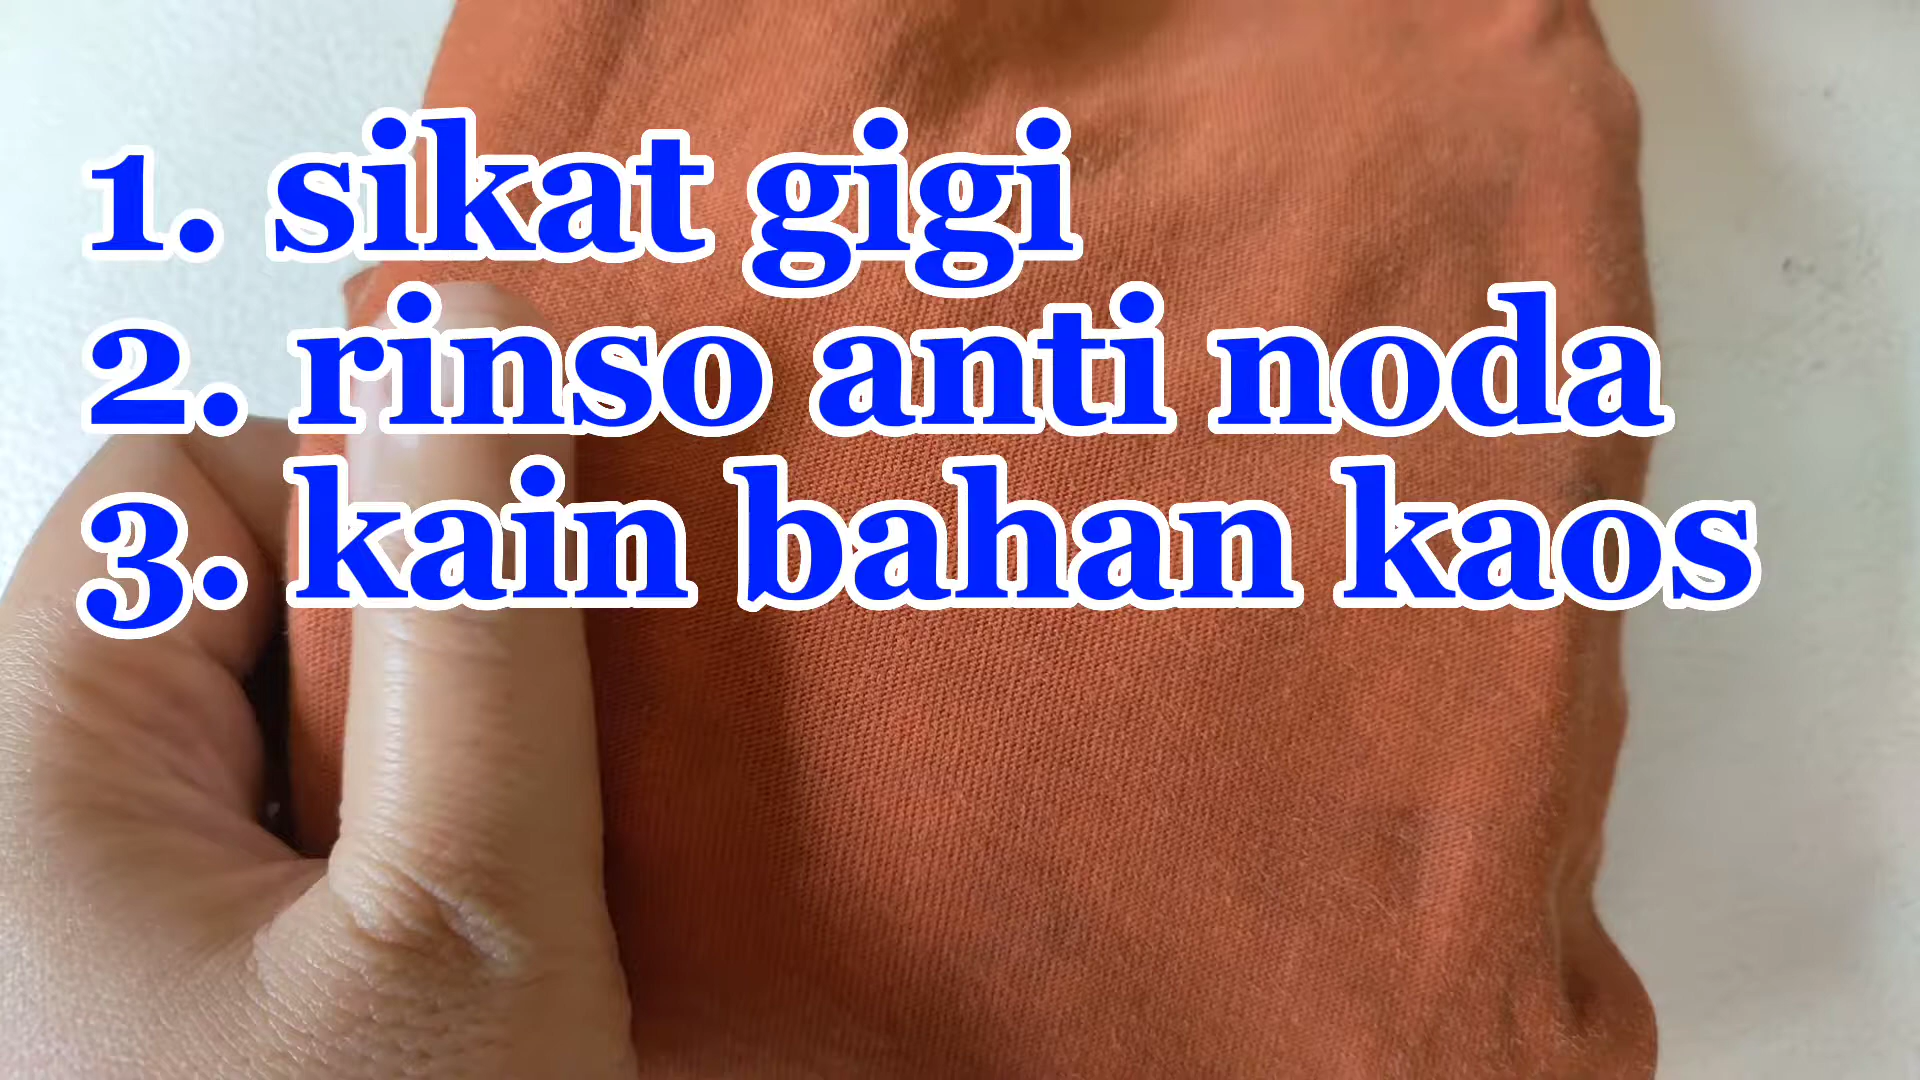 1. sikat gigi
2. rinso anti noda
3. kain bahan kaos